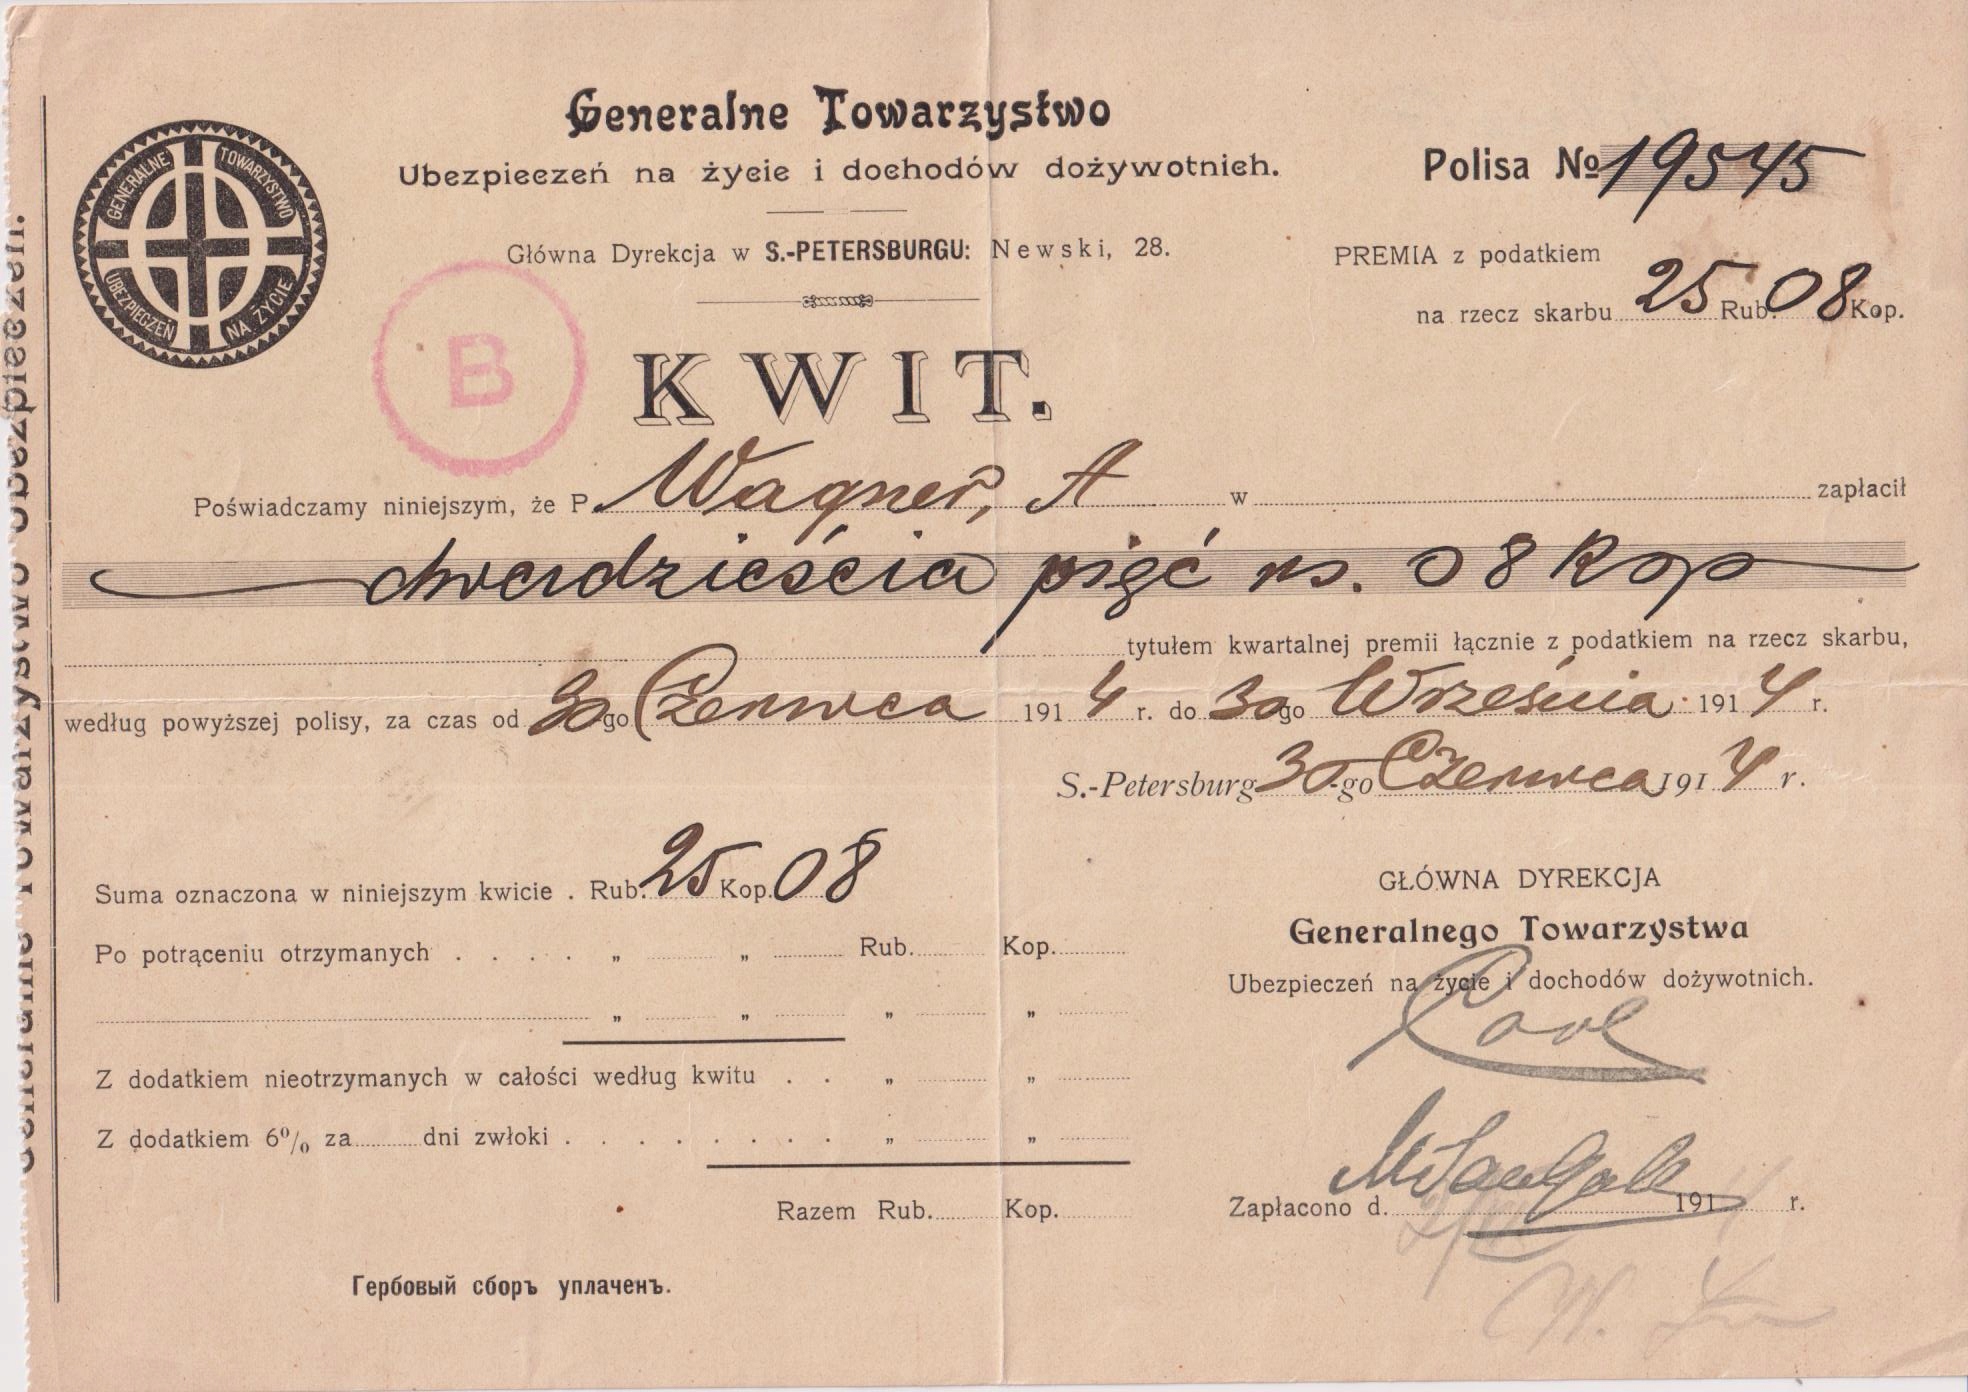 Generalne Towarzystwo
Ubezpieczeń na życie i dochodów dożywotnich.
Główna Dyrekcja w S.-PETERSBURGU: Newski, 28.
GENERALNE TOWARZYSTWO UBEZPIECZEŃ NA ŻYCIE
Polisa № 19545
PREMIA z podatkiem
na rzecz skarbu 25 Rub. 08 Kop.
B
KWIT.
Poświadczamy niniejszym, że P. Wagner, A w zapłacił
dwadzieścia pięć rs. 08 Kop
tytułem kwartalnej premii łącznie z podatkiem na rzecz skarbu,
według powyższej polisy, za czas od 30 go Czerwca 1914 r. do 30 go Września 1914 r.
S.-Petersburg 30-go Czerwca 1914 r.
Suma oznaczona w niniejszym kwicie . Rub. 25 Kop. 08
Po potrąceniu otrzymanych . . . . „ „ Rub. Kop.
„ „ „ „
Z dodatkiem nieotrzymanych w całości według kwitu . . „ „
Z dodatkiem 6% za dni zwłoki . . . . . . . . „ „
Razem Rub. Kop.
GŁÓWNA DYREKCJA
Generalnego Towarzystwa
Ubezpieczeń na życie i dochodów dożywotnich.
Zapłacono d. 191 r.
Гербовый сборъ уплаченъ.
Generalne Towarzystwo Ubezpieczeń